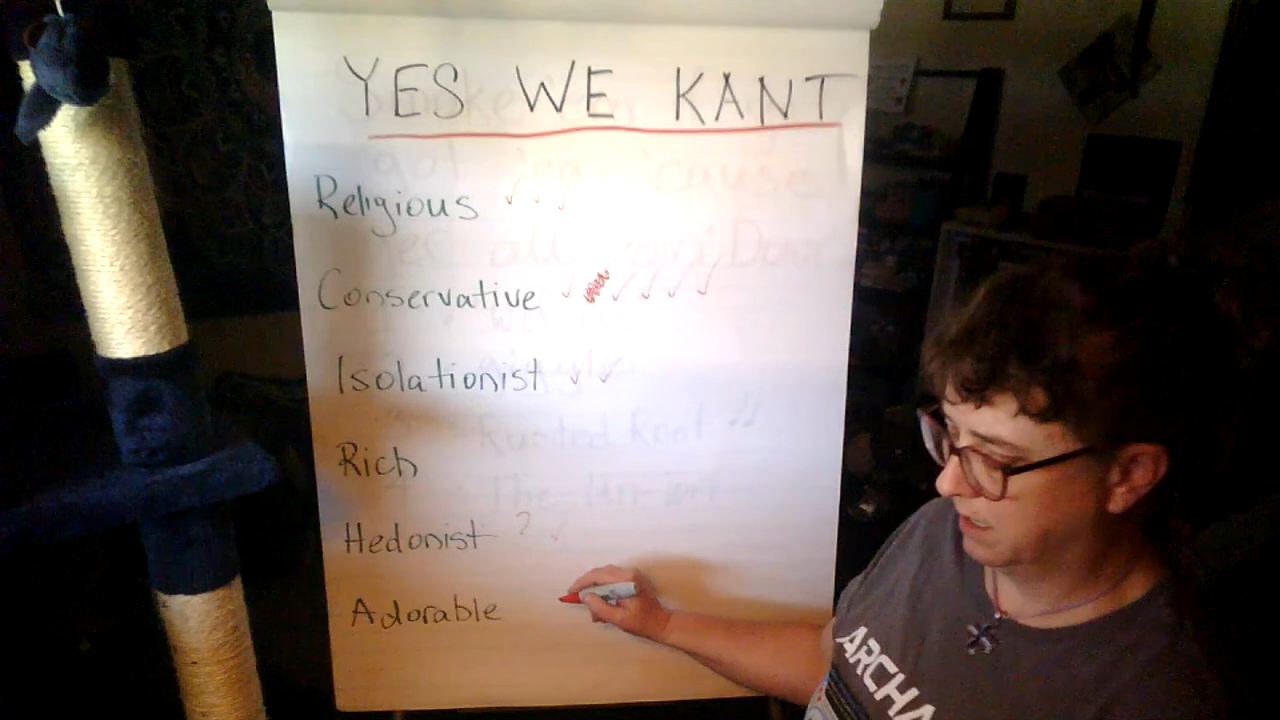 YES WE KANT
Religious ✓ ✓ ✓
Conservative ✓ ✓ ✓ ✓ ✓
Isolationist ✓ ✓
Rich
Hedonist ? ✓
Adorable
ARCHA